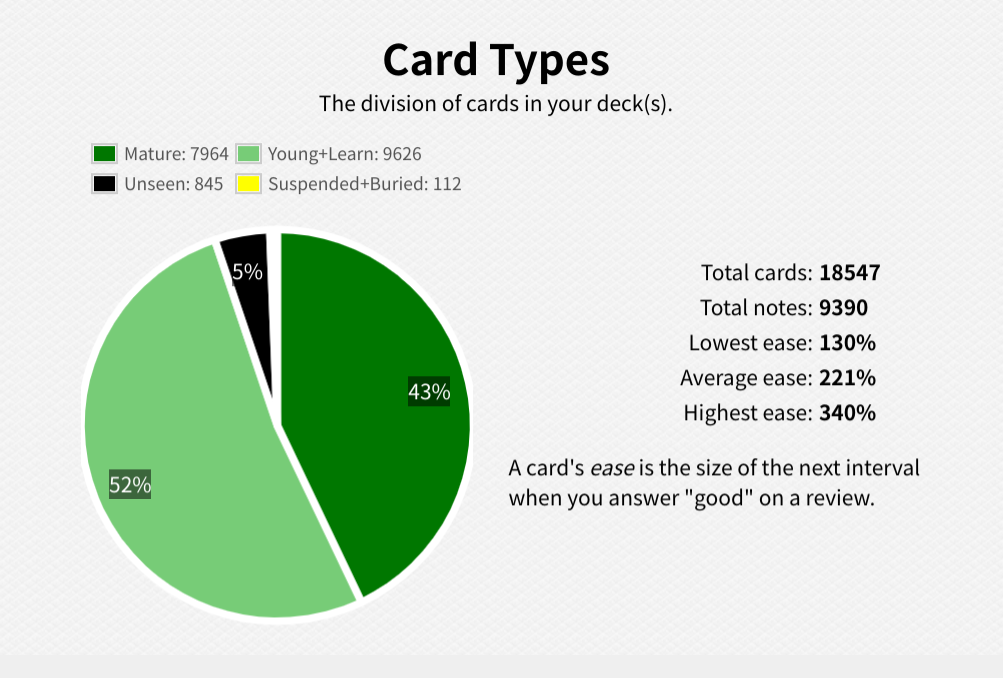 Card Types
The division of cards in your deck(s).
Mature: 7964 Young+Learn: 9626
Unseen: 845 Suspended+Buried: 112
5%
43%
52%
Total cards: 18547
Total notes: 9390
Lowest ease: 130%
Average ease: 221%
Highest ease: 340%
A card's ease is the size of the next interval
when you answer "good" on a review.